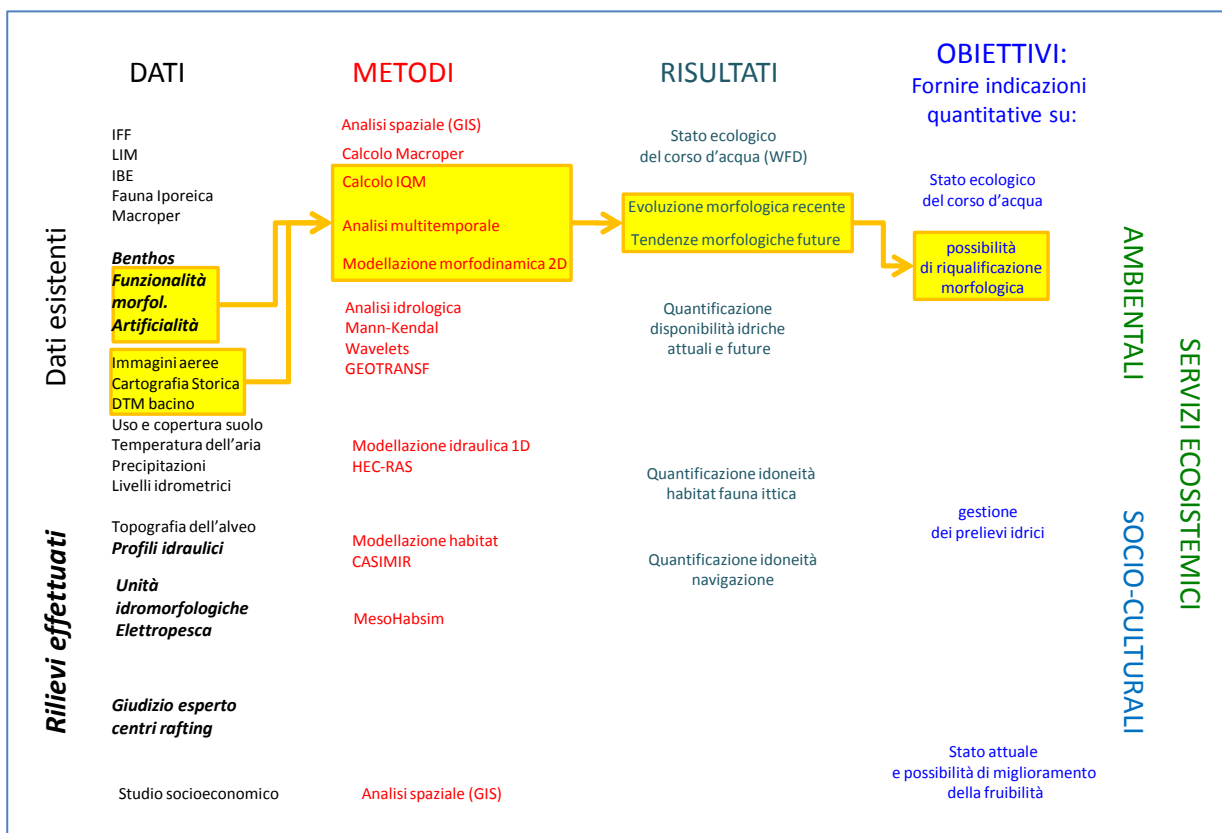 DATI
IFF
LIM
IBE
Fauna Iporeica
Macroper
Benthos
Funzionalità
morfol.
Artificialità
Immagini aeree
Cartografia Storica
DTM bacino
Uso e copertura suolo
Temperatura dell'aria
Precipitazioni
Livelli idrometrici
Topografia dell'alveo
Profili idraulici
Unità
idromorfologiche
Elettropesca
Giudizio esperto
centri rafting
Studio socioeconomico
Dati esistenti
Rilievi effettuati
METODI
Analisi spaziale (GIS)
Calcolo Macroper
Calcolo IQM
Analisi multitemporale
Modellazione morfodinamica 2D
Analisi idrologica
Mann-Kendal
Wavelets
GEOTRANSF
Modellazione idraulica 1D
HEC-RAS
Modellazione habitat
CASIMIR
MesoHabsim
Analisi spaziale (GIS)
RISULTATI
Stato ecologico
del corso d'acqua (WFD)
Evoluzione morfologica recente
Tendenze morfologiche future
Quantificazione
disponibilità idriche
attuali e future
Quantificazione idoneità
habitat fauna ittica
Quantificazione idoneità
navigazione
OBIETTIVI:
Fornire indicazioni
quantitative su:
Stato ecologico
del corso d'acqua
possibilità
di riqualificazione
morfologica
gestione
dei prelievi idrici
Stato attuale
e possibilità di miglioramento
della fruibilità
AMBIENTALI
SOCIO-CULTURALI
SERVIZI ECOSISTEMICI